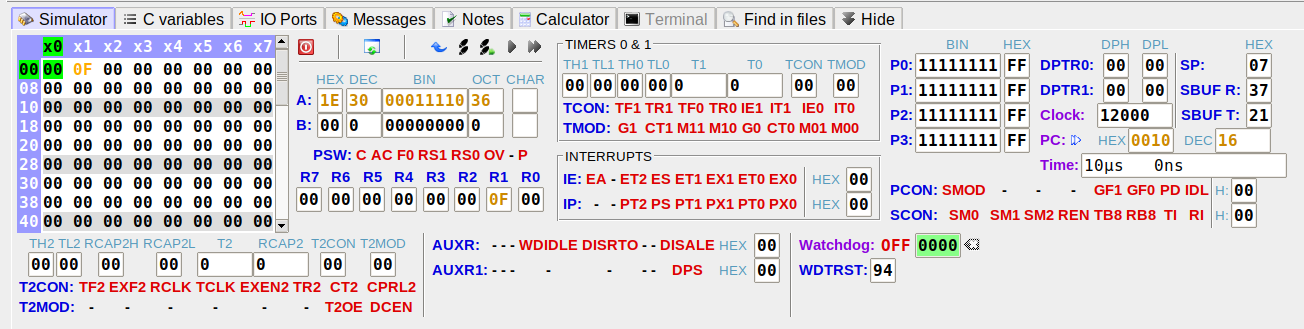 Simulator C variables IO Ports Messages Notes Calculator Terminal Find in files Hide
x0 x1 x2 x3 x4 x5 x6 x7
00 00 0F 00 00 00 00 00 00
08 00 00 00 00 00 00 00 00
10 00 00 00 00 00 00 00 00
18 00 00 00 00 00 00 00 00
20 00 00 00 00 00 00 00 00
28 00 00 00 00 00 00 00 00
30 00 00 00 00 00 00 00 00
38 00 00 00 00 00 00 00 00
40 00 00 00 00 00 00 00 00
HEX DEC BIN OCT CHAR
A: 1E 30 00011110 36
B: 00 0 00000000 0
PSW: C AC F0 RS1 RS0 OV - P
R7 R6 R5 R4 R3 R2 R1 R0
00 00 00 00 00 00 0F 00
TIMERS 0 & 1
TH1 TL1 TH0 TL0 T1 T0 TCON TMOD
00 00 00 00 0 0 00 00
TCON: TF1 TR1 TF0 TR0 IE1 IT1 IE0 IT0
TMOD: G1 CT1 M11 M10 G0 CT0 M01 M00
INTERRUPTS
IE: EA - ET2 ES ET1 EX1 ET0 EX0 HEX 00
IP: - - PT2 PS PT1 PX1 PT0 PX0 HEX 00
BIN HEX
P0: 11111111 FF
P1: 11111111 FF
P2: 11111111 FF
P3: 11111111 FF
DPH DPL
DPTR0: 00 00
DPTR1: 00 00
Clock: 12000
PC: HEX 0010 DEC 16
Time: 10µs 0ns
HEX
SP: 07
SBUF R: 37
SBUF T: 21
PCON: SMOD - - - GF1 GF0 PD IDL H: 00
SCON: SM0 SM1 SM2 REN TB8 RB8 TI RI H: 00
TH2 TL2 RCAP2H RCAP2L T2 RCAP2 T2CON T2MOD
00 00 00 00 0 0 00 00
T2CON: TF2 EXF2 RCLK TCLK EXEN2 TR2 CT2 CPRL2
T2MOD: - - - - - - T2OE DCEN
AUXR: - - - WDIDLE DISRTO - - DISALE HEX 00
AUXR1: - - - - - - DPS HEX 00
Watchdog: OFF 0000
WDTRST: 94